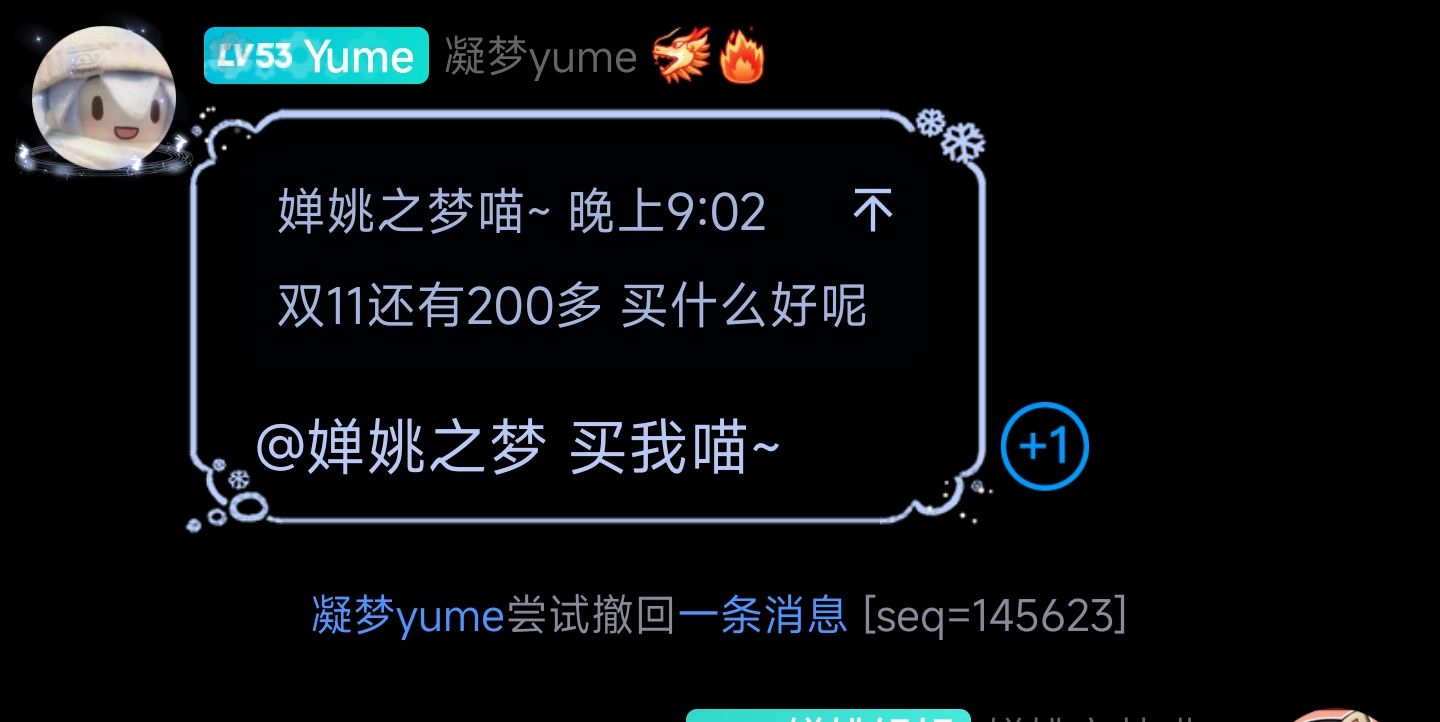 LV53 Yume 凝梦yume
婵姚之梦喵~ 晚上9:02
双11还有200多 买什么好呢
@婵姚之梦 买我喵~
+1
凝梦yume尝试撤回一条消息 [seq=145623]